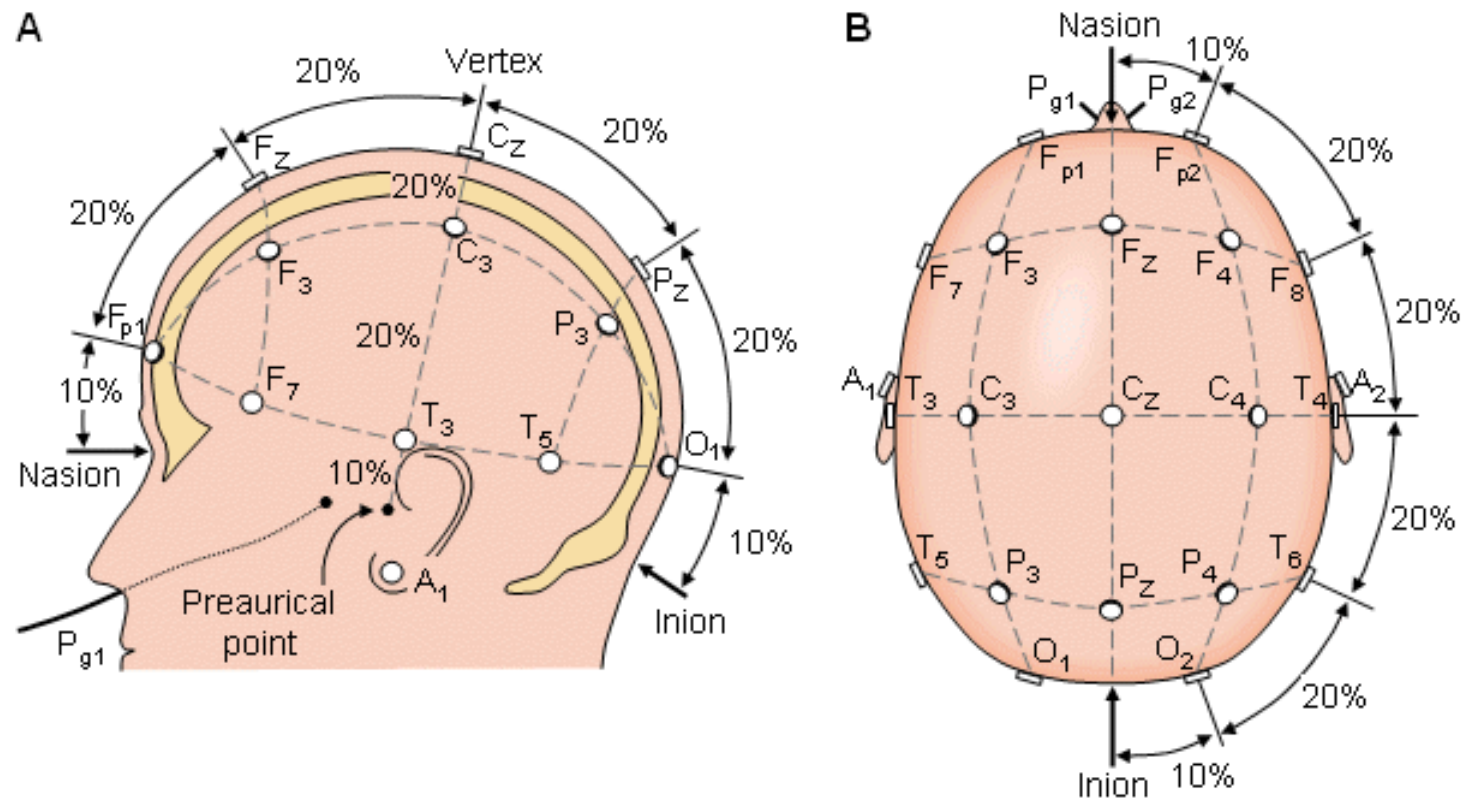 A
20%
Vertex
Cz
20%
Fz
20%
20%
F3
C3
Pz
Fp1
P3
20%
20%
10%
F7
T3
T5
O1
Nasion
10%
10%
A1
Preaurical
point
Inion
Pg1
B
Nasion
10%
Pg1
Pg2
Fp1
Fp2
20%
F7
F3
Fz
F4
F8
20%
A1
T3
C3
Cz
C4
T4
A2
20%
T5
P3
Pz
P4
T6
O1
O2
20%
Inion
10%